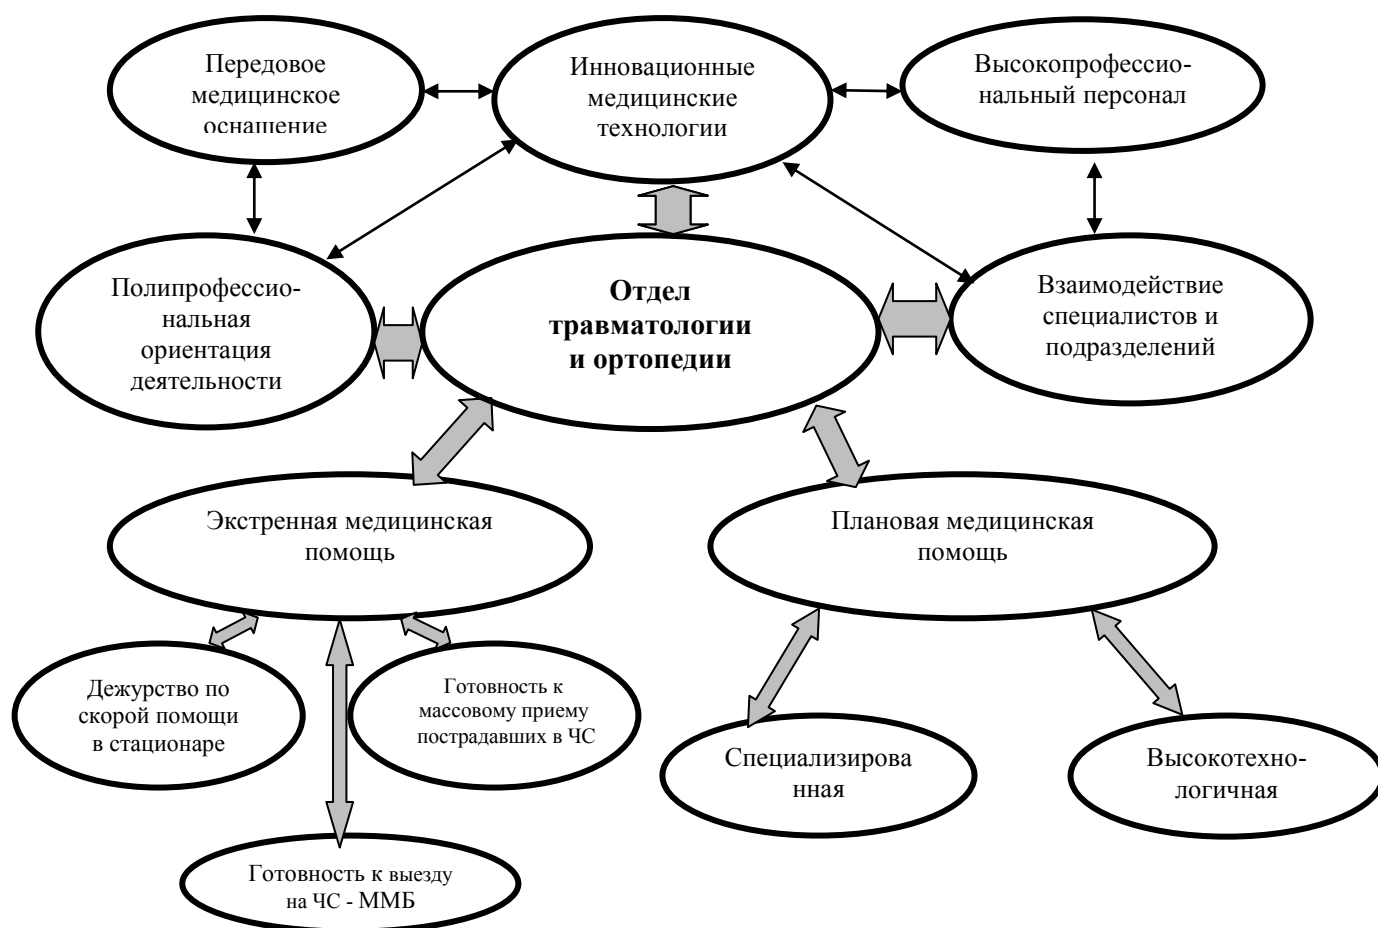 Передовое
медицинское
оснащение
Инновационные
медицинские
технологии
Высокопрофессио-
нальный персонал
Полипрофессио-
нальная
ориентация
деятельности
Отдел
травматологии
и ортопедии
Взаимодействие
специалистов и
подразделений
Экстренная медицинская
помощь
Плановая медицинская
помощь
Дежурство по
скорой помощи
в стационаре
Готовность к
массовому приему
пострадавших в ЧС
Специализирова
нная
Высокотехно-
логичная
Готовность к выезду
на ЧС - ММБ